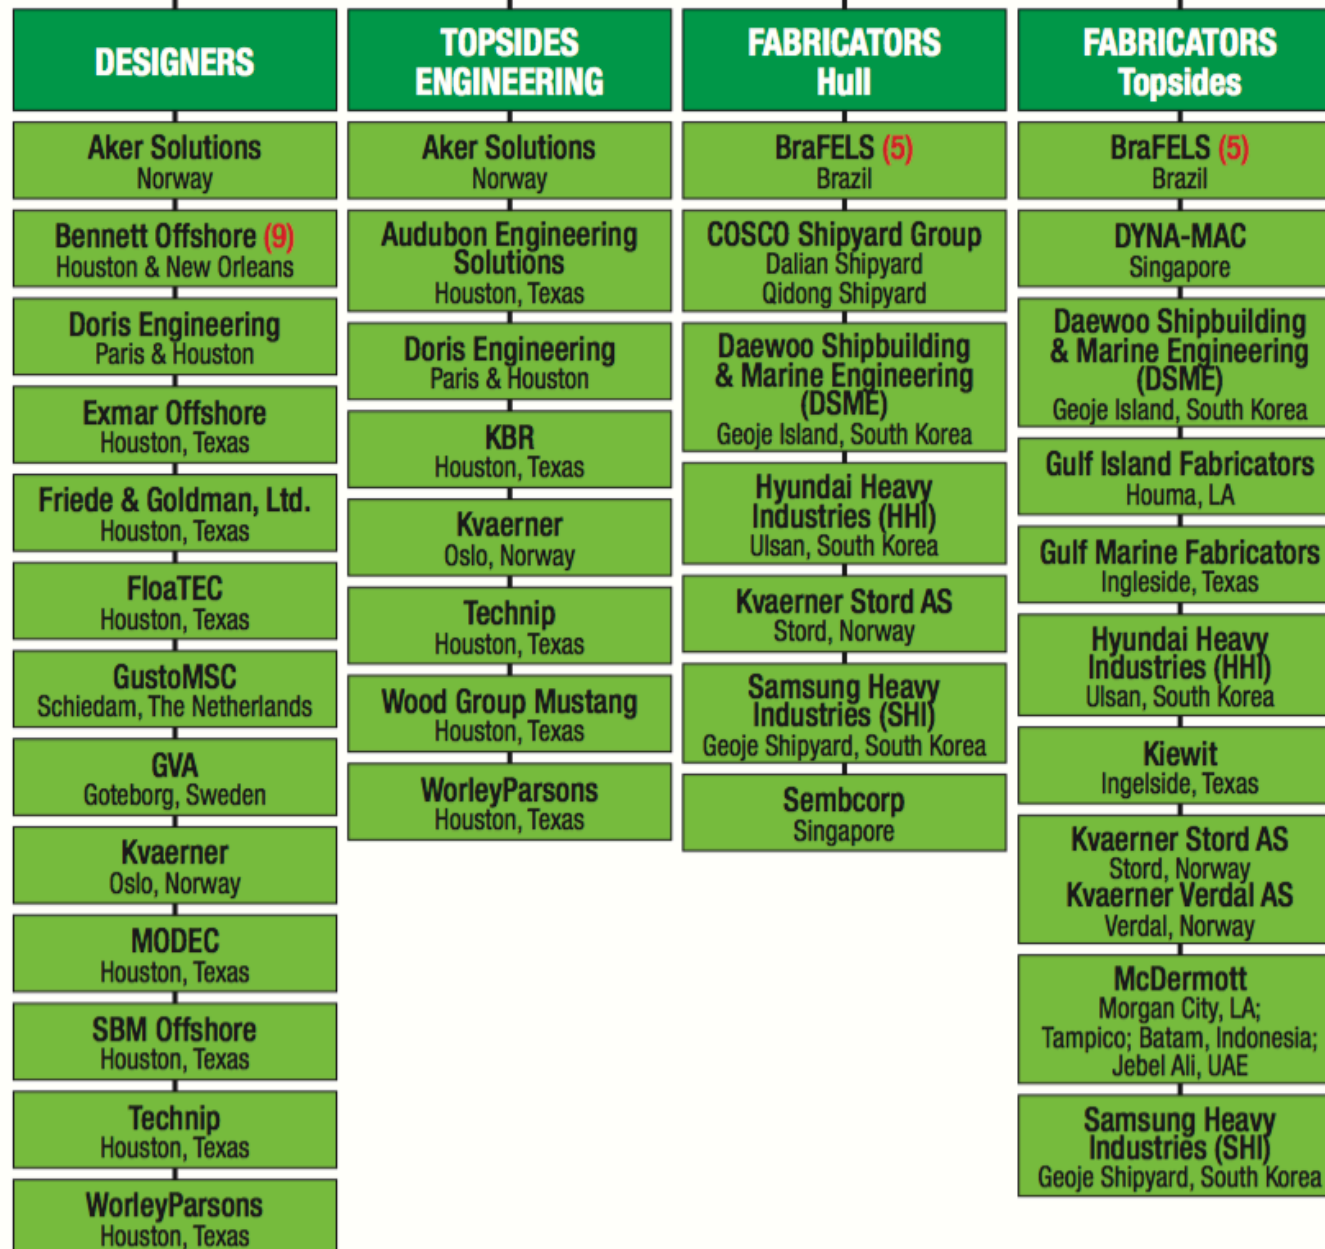 DESIGNERS
Aker Solutions
Norway
Bennett Offshore (9)
Houston & New Orleans
Doris Engineering
Paris & Houston
Exmar Offshore
Houston, Texas
Friede & Goldman, Ltd.
Houston, Texas
FloaTEC
Houston, Texas
GustoMSC
Schiedam, The Netherlands
GVA
Goteborg, Sweden
Kvaerner
Oslo, Norway
MODEC
Houston, Texas
SBM Offshore
Houston, Texas
Technip
Houston, Texas
WorleyParsons
Houston, Texas
TOPSIDES
ENGINEERING
Aker Solutions
Norway
Audubon Engineering
Solutions
Houston, Texas
Doris Engineering
Paris & Houston
KBR
Houston, Texas
Kvaerner
Oslo, Norway
Technip
Houston, Texas
Wood Group Mustang
Houston, Texas
WorleyParsons
Houston, Texas
FABRICATORS
Hull
BraFELS (5)
Brazil
COSCO Shipyard Group
Dalian Shipyard
Qidong Shipyard
Daewoo Shipbuilding
& Marine Engineering
(DSME)
Geoje Island, South Korea
Hyundai Heavy
Industries (HHI)
Ulsan, South Korea
Kvaerner Stord AS
Stord, Norway
Samsung Heavy
Industries (SHI)
Geoje Shipyard, South Korea
Sembcorp
Singapore
FABRICATORS
Topsides
BraFELS (5)
Brazil
DYNA-MAC
Singapore
Daewoo Shipbuilding
& Marine Engineering
(DSME)
Geoje Island, South Korea
Gulf Island Fabricators
Houma, LA
Gulf Marine Fabricators
Ingleside, Texas
Hyundai Heavy
Industries (HHI)
Ulsan, South Korea
Kiewit
Ingelside, Texas
Kvaerner Stord AS
Stord, Norway
Kvaerner Verdal AS
Verdal, Norway
McDermott
Morgan City, LA;
Tampico; Batam, Indonesia;
Jebel Ali, UAE
Samsung Heavy
Industries (SHI)
Geoje Shipyard, South Korea